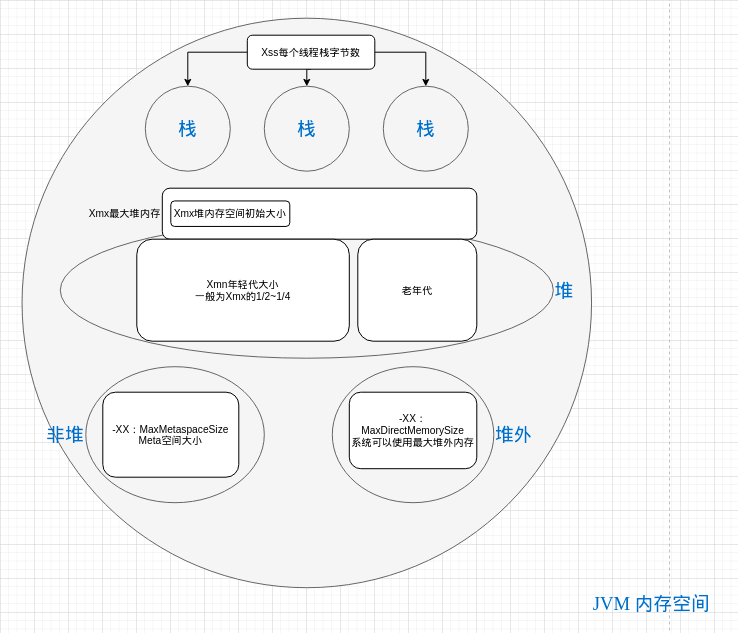 Xss每个线程栈字节数
栈
栈
栈
Xmx最大堆内存
Xmx堆内存空间初始大小
Xmn年轻代大小
一般为Xmx的1/2~1/4
老年代
堆
非堆
-XX：MaxMetaspaceSize
Meta空间大小
-XX：
MaxDirectMemorySize
系统可以使用最大堆外内存
堆外
JVM 内存空间